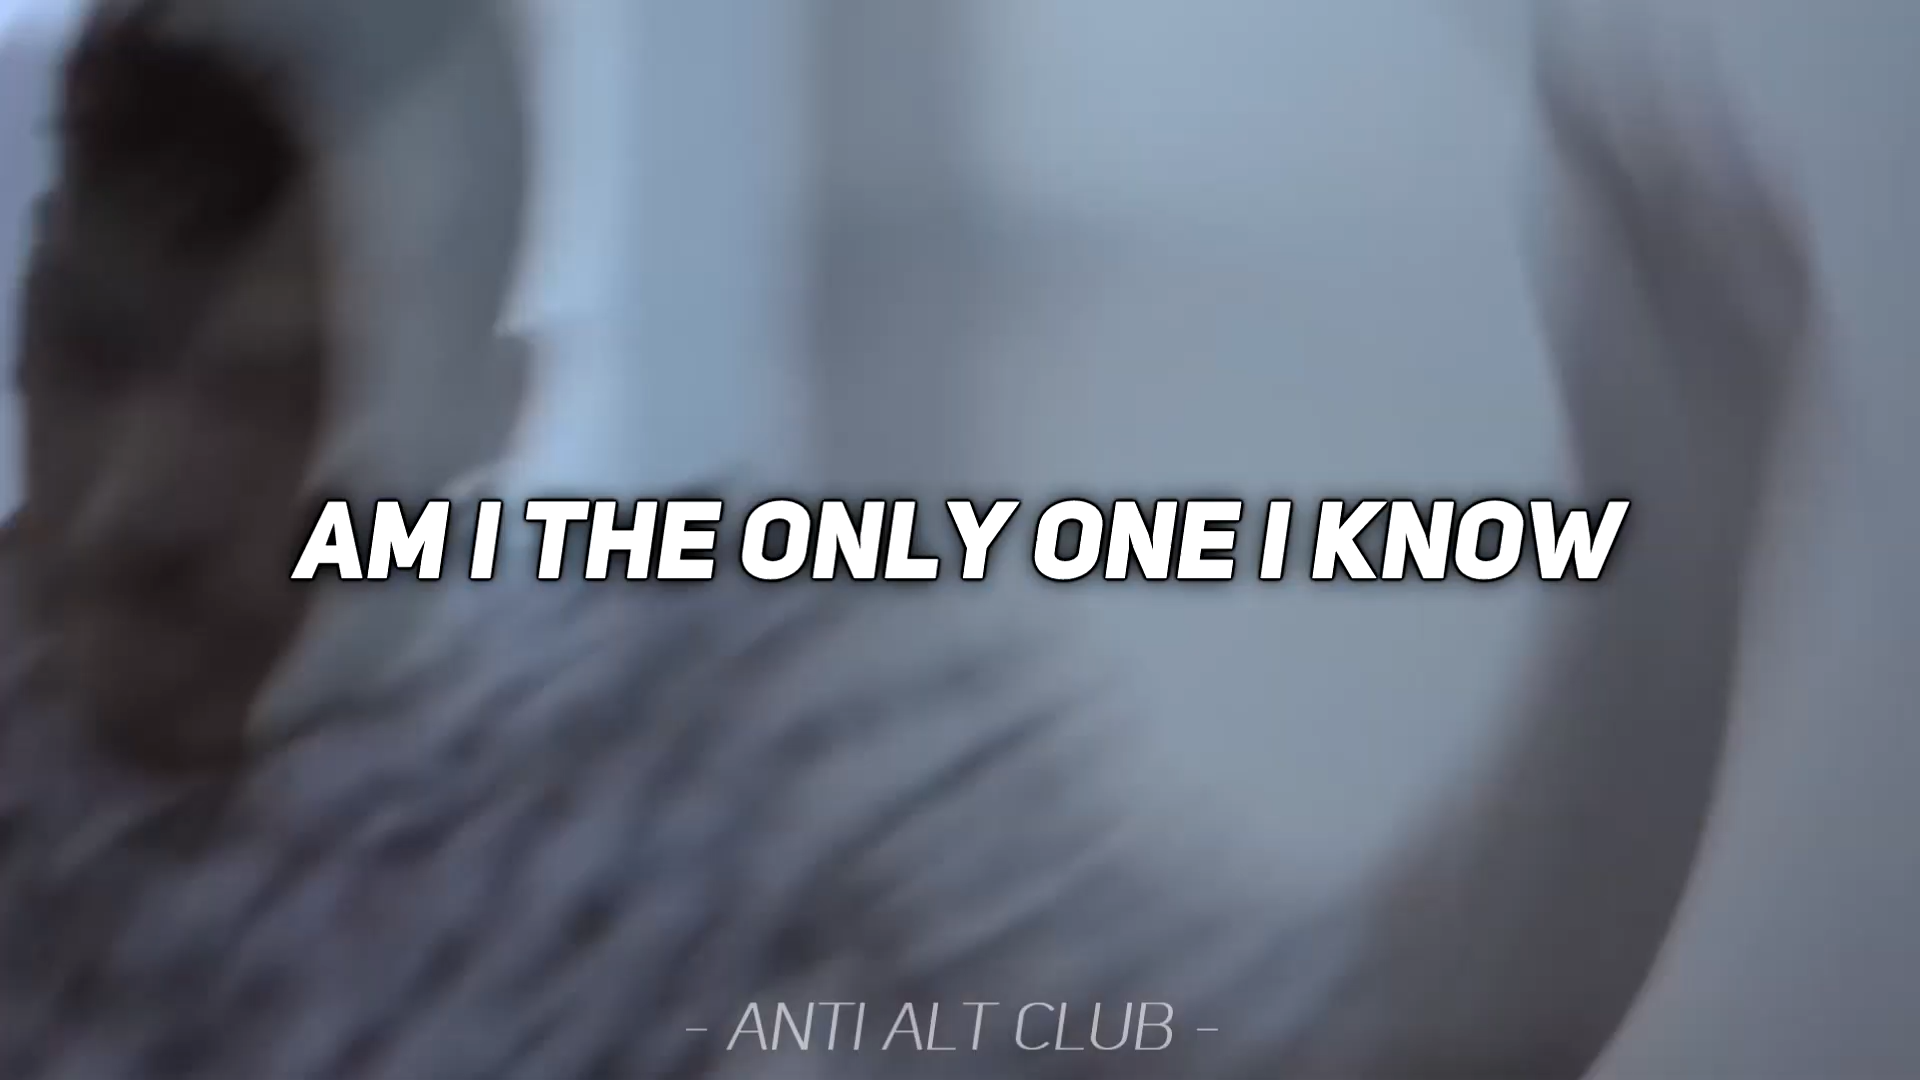 AM I THE ONLY ONE I KNOW
- ANTI ALT CLUB -